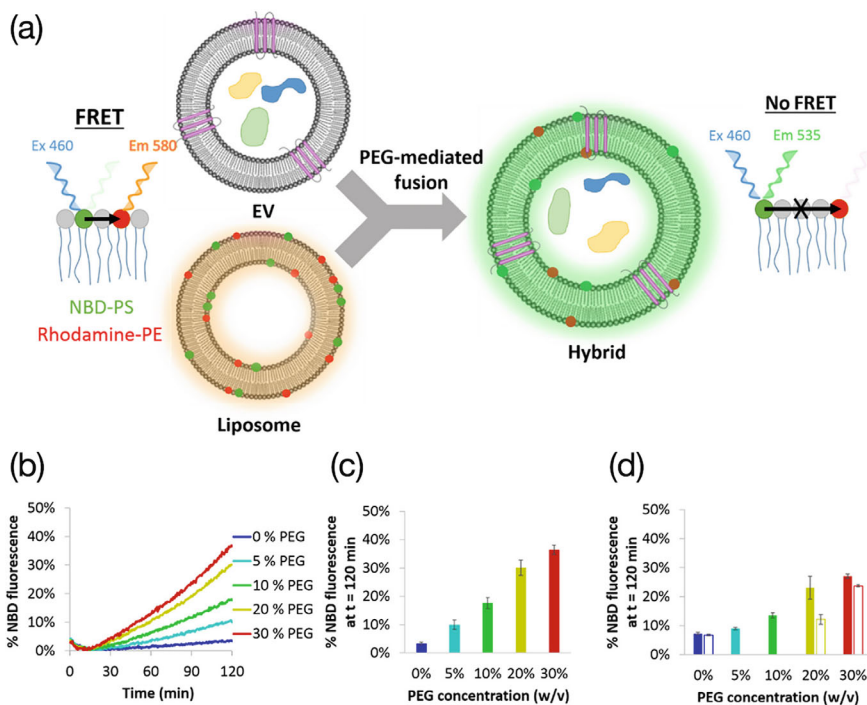 (a)
FRET
Ex 460
Em 580
NBD-PS
Rhodamine-PE
EV
Liposome
PEG-mediated
fusion
Hybrid
No FRET
Ex 460
Em 535
(b)
% NBD fluorescence
50%
40%
30%
20%
10%
0%
0
30
60
90
120
Time (min)
0 % PEG
5 % PEG
10 % PEG
20 % PEG
30 % PEG
(c)
% NBD fluorescence
at t = 120 min
50%
40%
30%
20%
10%
0%
0%
5%
10%
20%
30%
PEG concentration (w/v)
(d)
% NBD fluorescence
at t = 120 min
50%
40%
30%
20%
10%
0%
0%
5%
10%
20%
30%
PEG concentration (w/v)